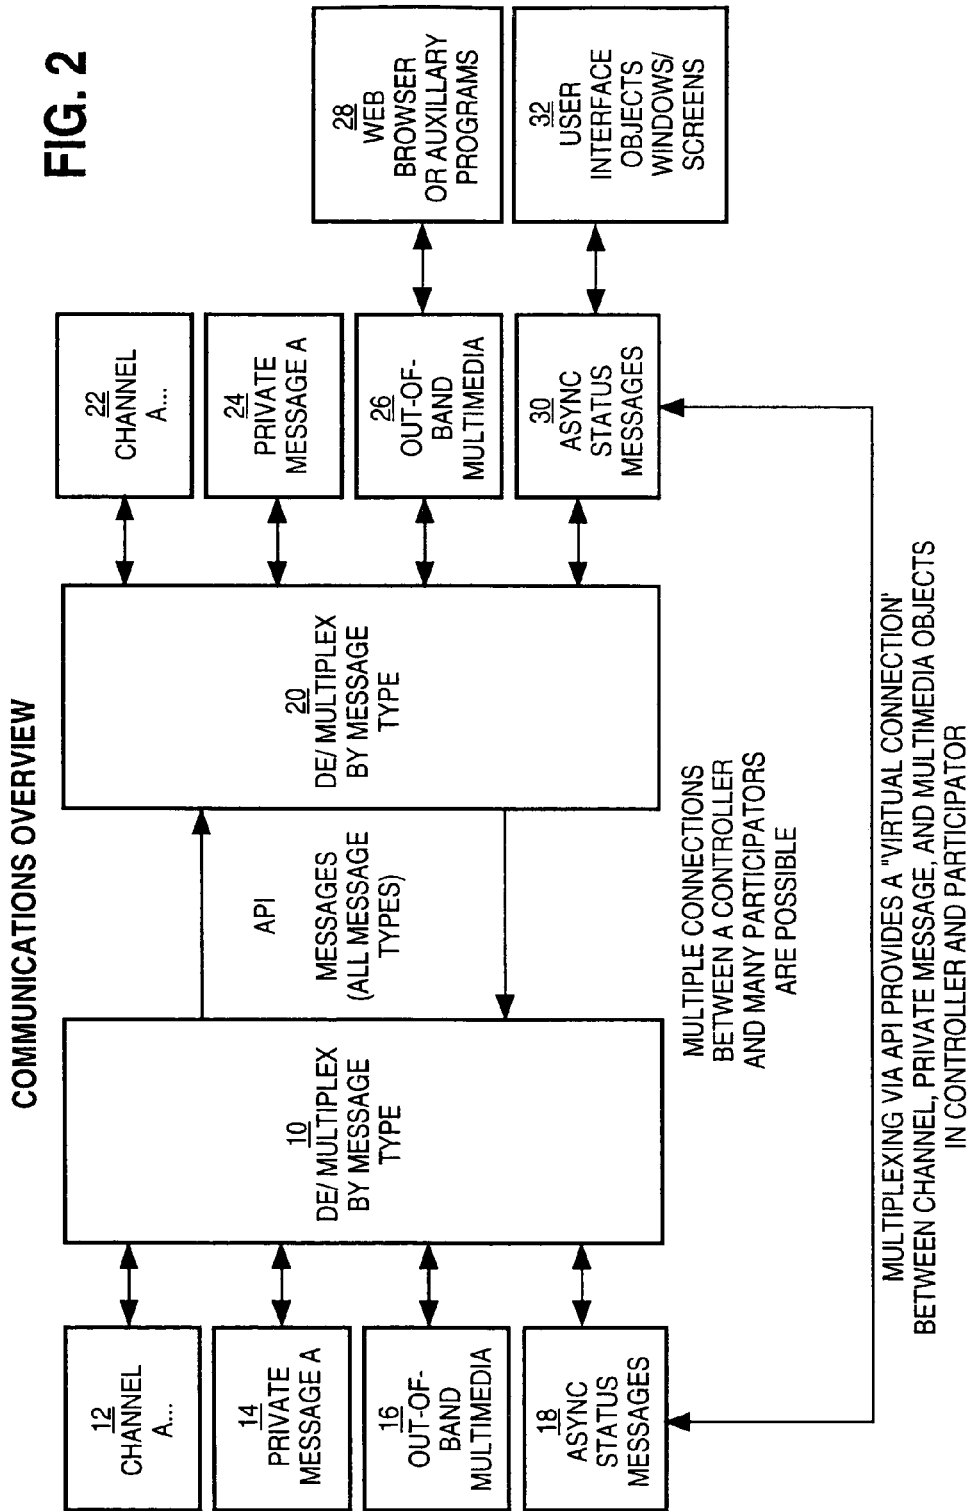 COMMUNICATIONS OVERVIEW
FIG. 2
12
CHANNEL
A...
14
PRIVATE
MESSAGE A
16
OUT-OF-
BAND
MULTIMEDIA
18
ASYNC
STATUS
MESSAGES
10
DE/ MULTIPLEX
BY MESSAGE
TYPE
API
MESSAGES
(ALL MESSAGE
TYPES)
MULTIPLE CONNECTIONS
BETWEEN A CONTROLLER
AND MANY PARTICIPATORS
ARE POSSIBLE
20
DE/ MULTIPLEX
BY MESSAGE
TYPE
22
CHANNEL
A...
24
PRIVATE
MESSAGE A
26
OUT-OF-
BAND
MULTIMEDIA
30
ASYNC
STATUS
MESSAGES
28
WEB
BROWSER
OR AUXILLARY
PROGRAMS
32
USER
INTERFACE
OBJECTS
WINDOWS/
SCREENS
MULTIPLEXING VIA API PROVIDES A "VIRTUAL CONNECTION'
BETWEEN CHANNEL, PRIVATE MESSAGE, AND MULTIMEDIA OBJECTS
IN CONTROLLER AND PARTICIPATOR